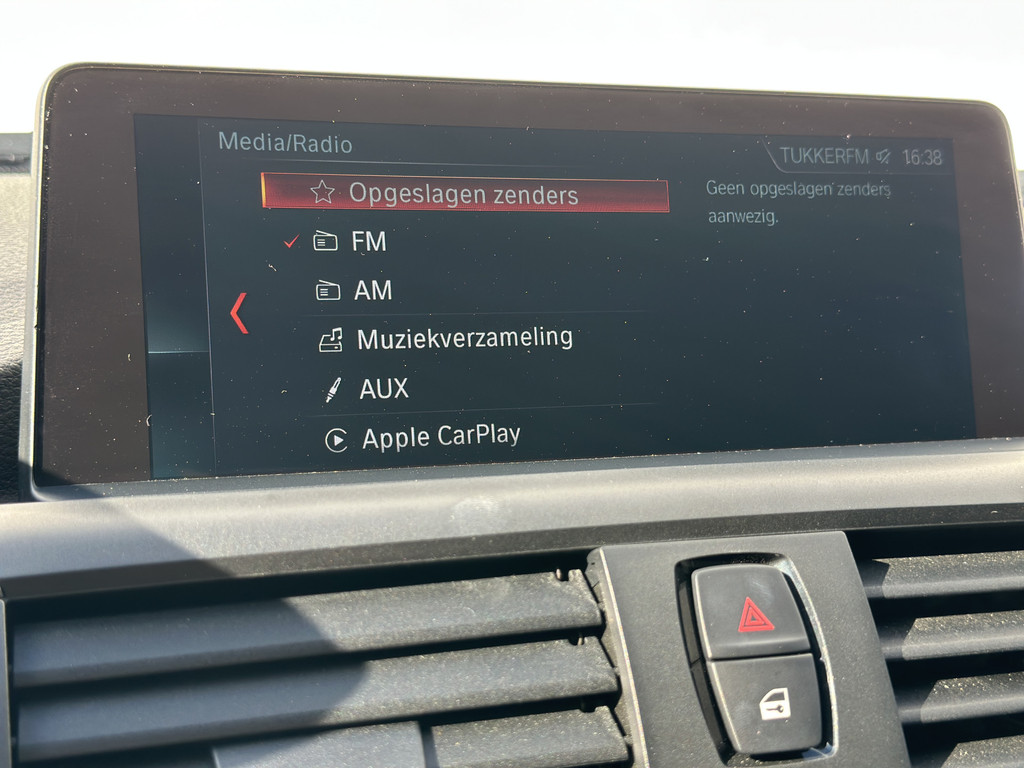 Media/Radio
TUKKERFM 16:38
Opgeslagen zenders
Geen opgeslagen zenders
aanwezig.
FM
AM
Muziekverzameling
AUX
Apple CarPlay